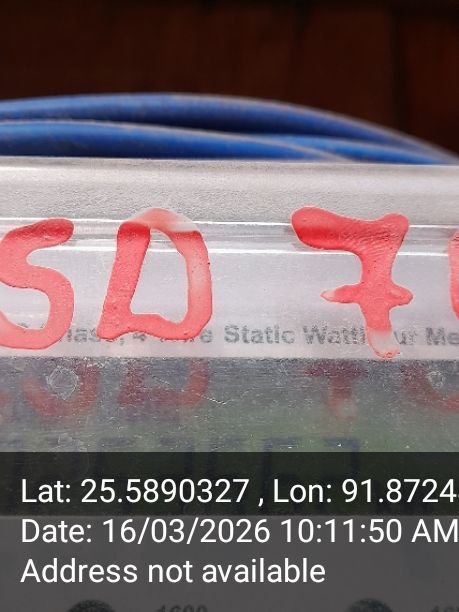 SD 7
Static Watt
Lat: 25.5890327 , Lon: 91.8724
Date: 16/03/2026 10:11:50 AM
Address not available
1600